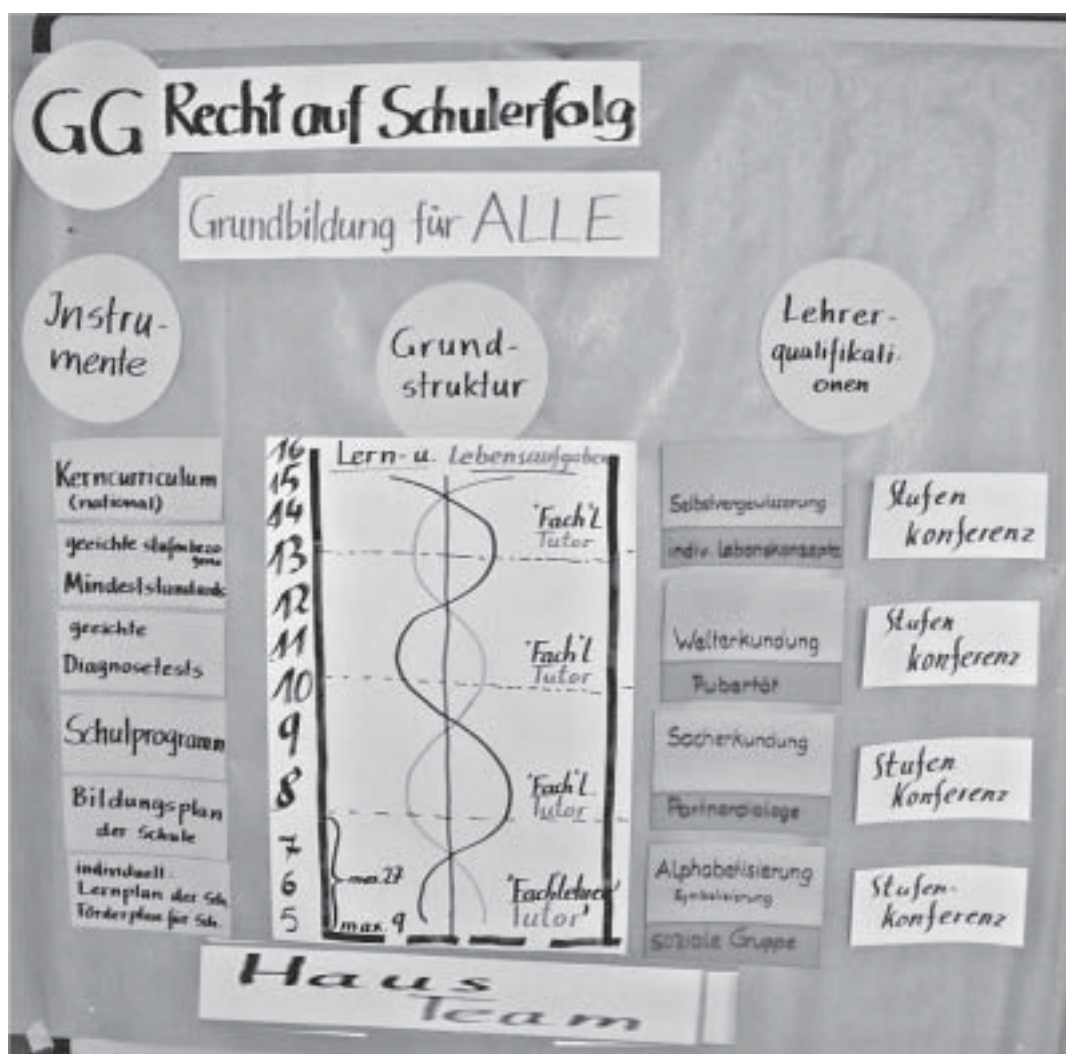 GG Recht auf Schulerfolg
Grundbildung für ALLE
Instru-
mente
Grund-
struktur
Lehrer-
qualifikati-
onen
Kerncurriculum
(national)
geeichte stufenbezo
gene
Mindeststandards
geeichte
Diagnosetests
Schulprogramm
Bildungsplan
der Schule
individuell.
Lernplan der Sch.
Förderplan für Sch.
16
15
14
13
12
11
10
9
8
7
6
5
Lern- u. Lebensaufgaben
'Fach'L
Tutor
'Fach'L
Tutor
'Fach'L.
Tutor
max. 27
max. 9
'Fachlehrer'
Tutor'
Selbstvergewisserung
indiv. Lebenskonzepte
Welterkundung
Pubertät
Sacherkundung
Partnerdialoge
Alphabetisierung
Symbolisierung
soziale Gruppe
Stufen
konferenz
Stufen
konferenz
Stufen
Konferenz
Stufen-
konferenz
Haus
Team